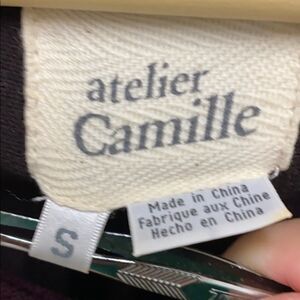 atelier
Camille
Made in China
Fabrique aux Chine
Hecho en China
S